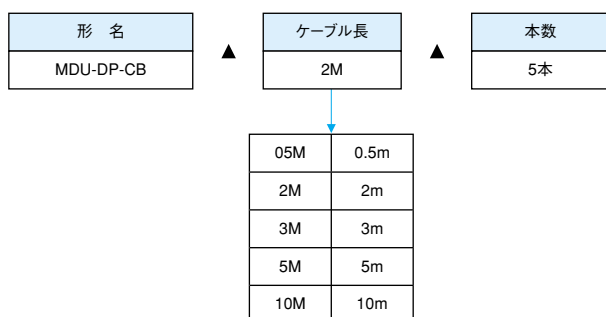 形　名 ▲ ケーブル長 ▲ 本数
MDU-DP-CB 2M 5本
05M 0.5m
2M 2m
3M 3m
5M 5m
10M 10m